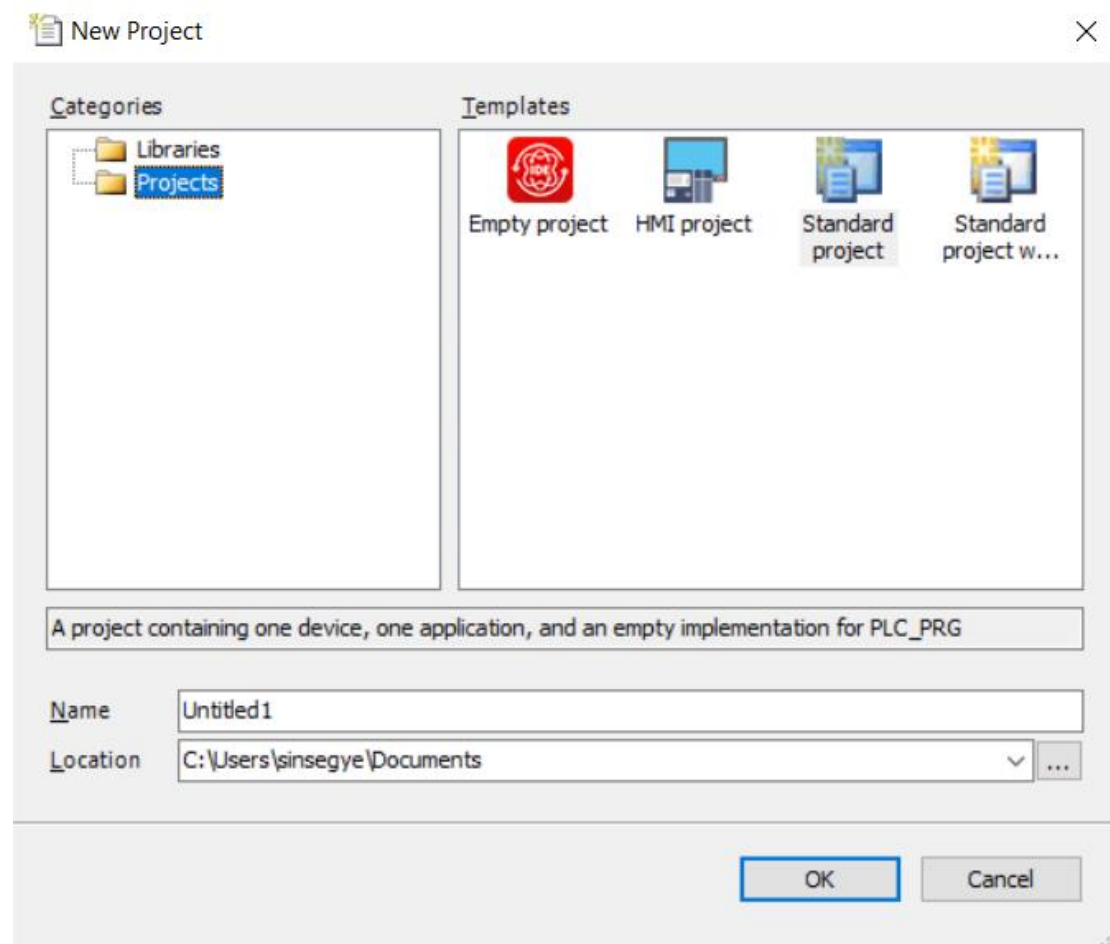 New Project
Categories
Templates
Libraries
Projects
IDE
Empty project
HMI project
Standard
project
Standard
project w...
A project containing one device, one application, and an empty implementation for PLC_PRG
Name
Untitled1
Location
C:\Users\sinsegye\Documents
...
OK
Cancel